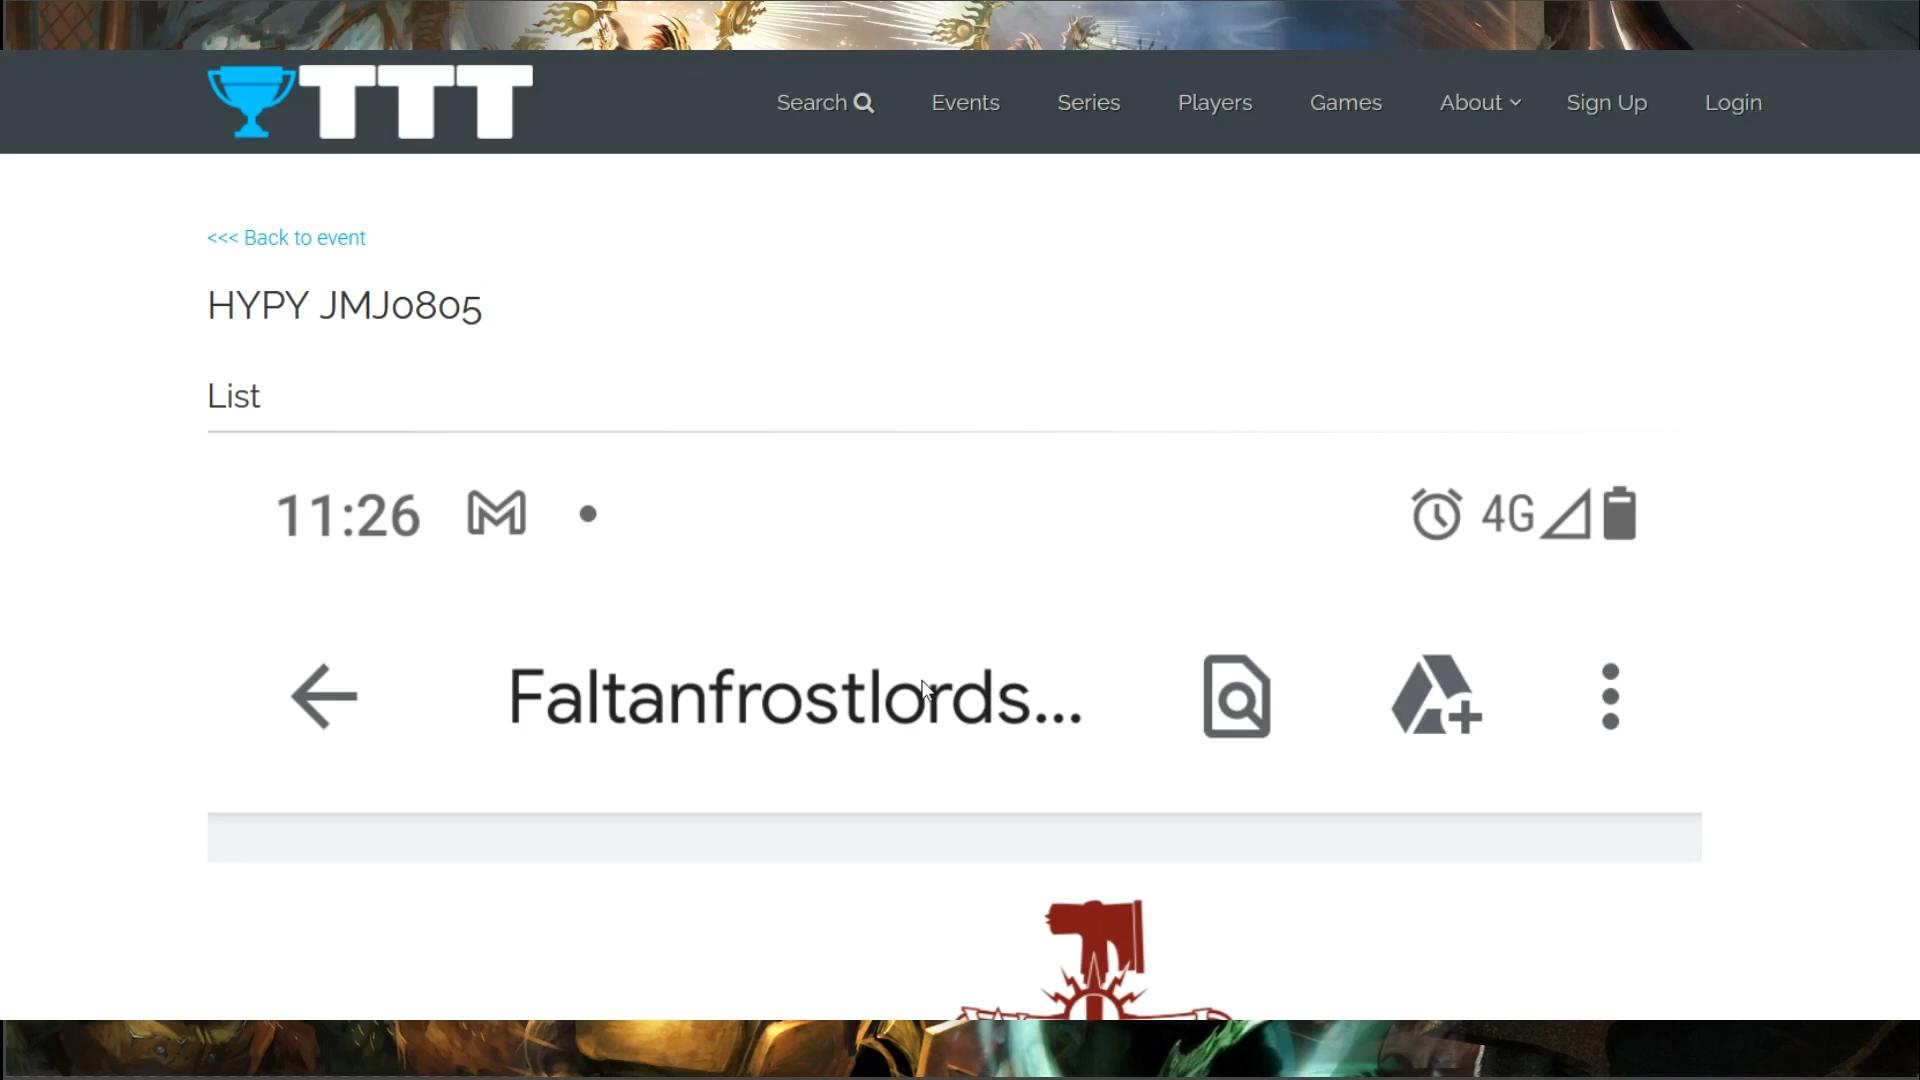 TTT Search Events Series Players Games About Sign Up Login
<<< Back to event
HYPY JMJ0805
List
11:26 4G
Faltanfrostlords...